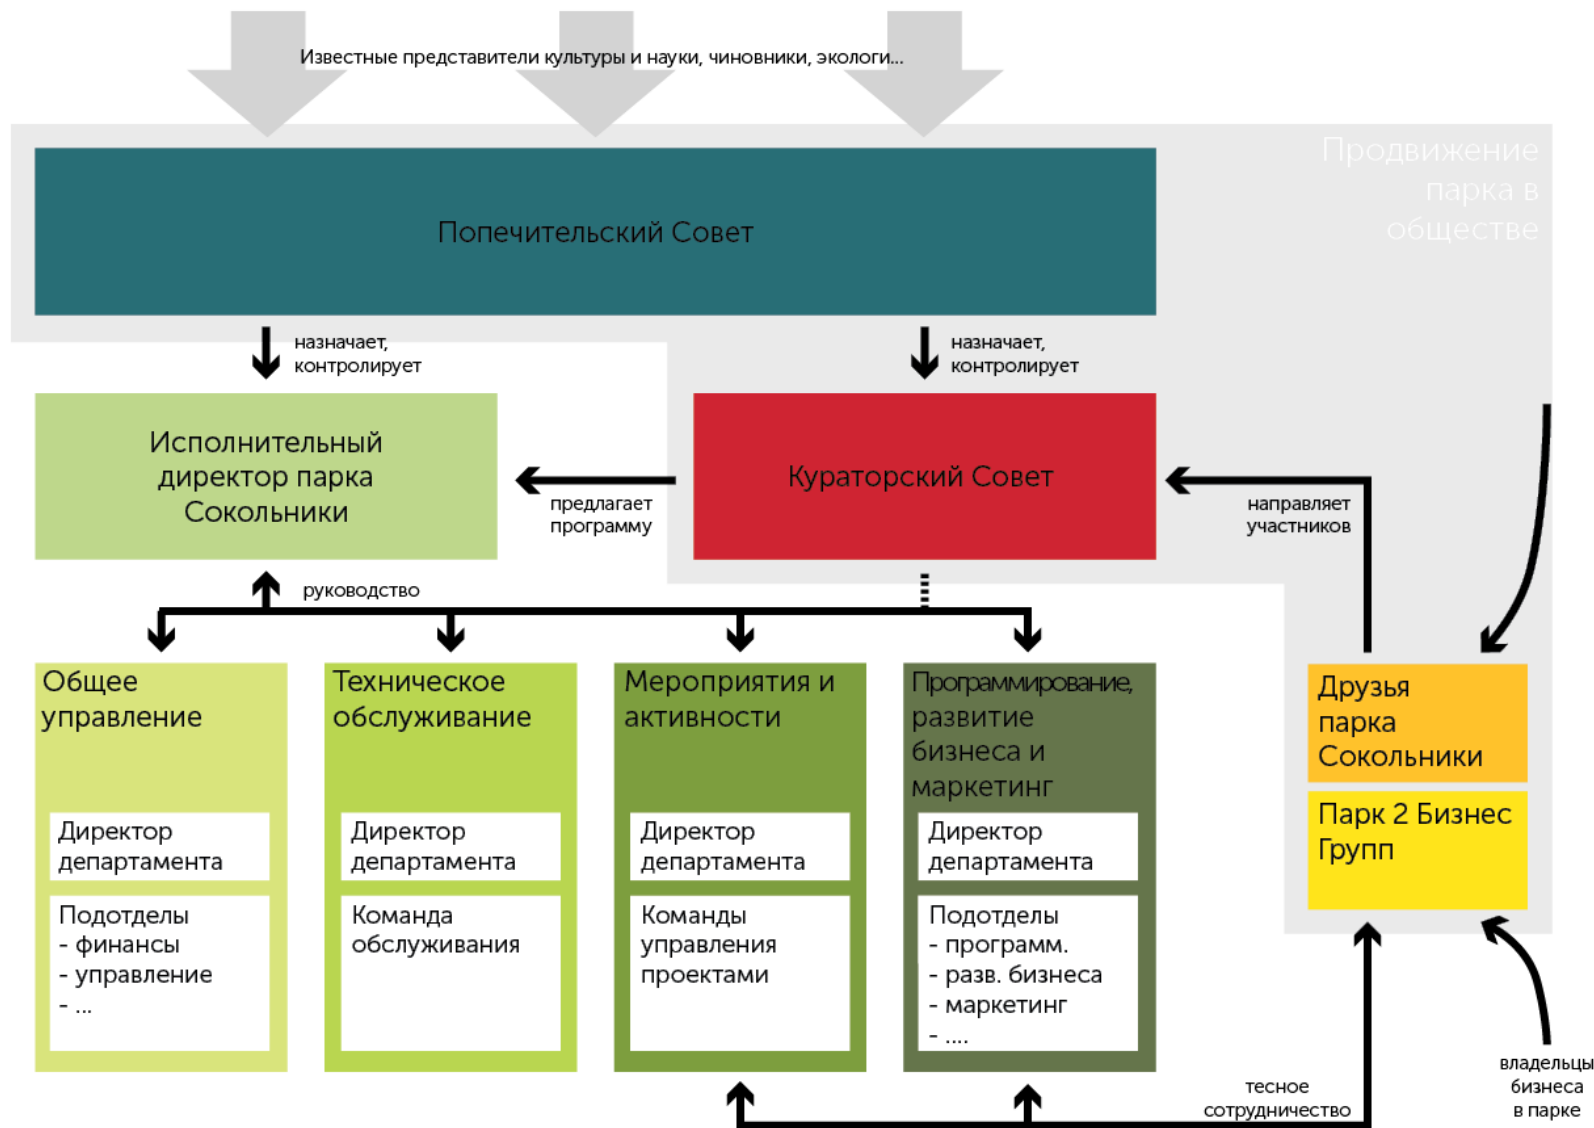 Известные представители культуры и науки, чиновники, экологи...
Продвижение
парка в
обществе
Попечительский Совет
назначает,
контролирует
назначает,
контролирует
Исполнительный
директор парка
Сокольники
предлагает
программу
Кураторский Совет
направляет
участников
руководство
Общее
управление
Директор
департамента
Подотделы
- финансы
- управление
- ...
Техническое
обслуживание
Директор
департамента
Команда
обслуживания
Мероприятия и
активности
Директор
департамента
Команды
управления
проектами
Программирование,
развитие
бизнеса и
маркетинг
Директор
департамента
Подотделы
- программ.
- разв. бизнеса
- маркетинг
- ....
Друзья
парка
Сокольники
Парк 2 Бизнес
Групп
тесное
сотрудничество
владельцы
бизнеса
в парке